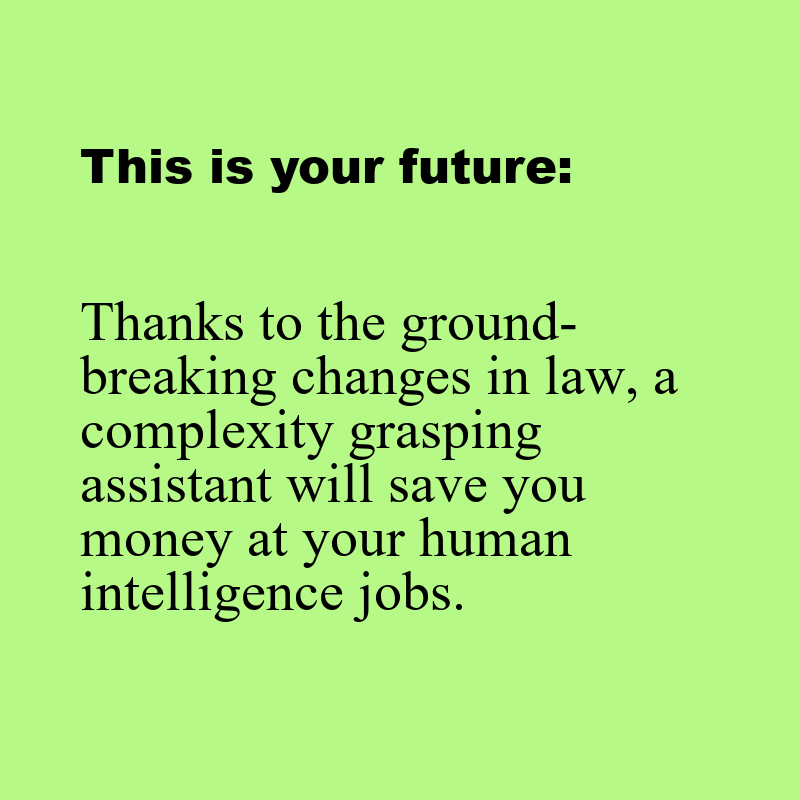 This is your future:
Thanks to the ground-
breaking changes in law, a
complexity grasping
assistant will save you
money at your human
intelligence jobs.